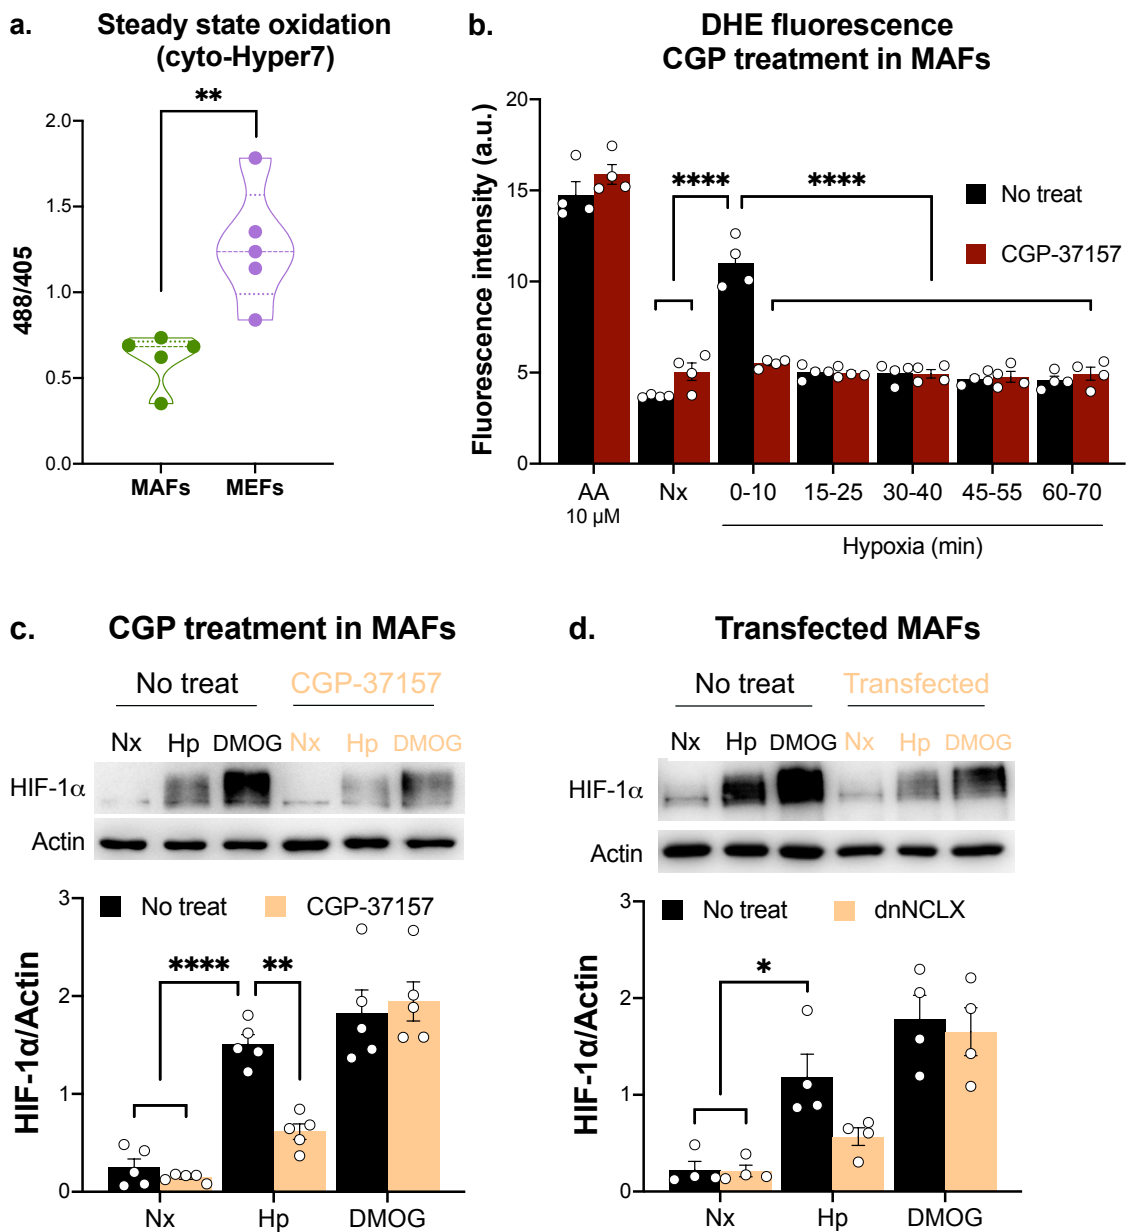 a.
Steady state oxidation
(cyto-Hyper7)
**
2.0
1.5
1.0
0.5
0.0
488/405
MAFs
MEFs
b.
DHE fluorescence
CGP treatment in MAFs
20
15
10
5
0
Fluorescence intensity (a.u.)
****
****
No treat
CGP-37157
AA
10 µM
Nx
0-10
15-25
30-40
45-55
60-70
Hypoxia (min)
c.
CGP treatment in MAFs
No treat
CGP-37157
Nx
Hp
DMOG
Nx
Hp
DMOG
HIF-1α
Actin
3
2
1
0
HIF-1α/Actin
No treat
CGP-37157
****
**
Nx
Hp
DMOG
d.
Transfected MAFs
No treat
Transfected
Nx
Hp
DMOG
Nx
Hp
DMOG
HIF-1α
Actin
3
2
1
0
HIF-1α/Actin
No treat
dnNCLX
*
Nx
Hp
DMOG